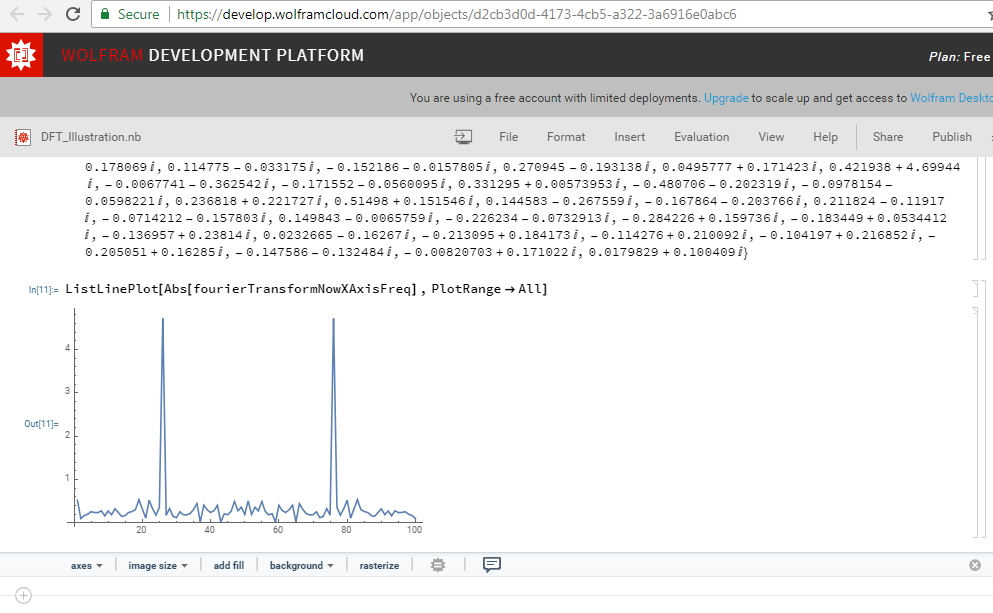 Secure https://develop.wolframcloud.com/app/objects/d2cb3d0d-4173-4cb5-a322-3a6916e0abc6
WOLFRAM DEVELOPMENT PLATFORM Plan: Free
You are using a free account with limited deployments. Upgrade to scale up and get access to Wolfram Deskto
DFT_Illustration.nb File Format Insert Evaluation View Help Share Publish
0.178069 i, 0.114775 - 0.033175 i, - 0.152186 - 0.0157805 i, 0.270945 - 0.193138 i, 0.0495777 + 0.171423 i, 0.421938 + 4.69944
i, - 0.0067741 - 0.362542 i, - 0.171552 - 0.0560095 i, 0.331295 + 0.00573953 i, - 0.480706 - 0.202319 i, - 0.0978154 -
0.0598221 i, 0.236818 + 0.221727 i, 0.51498 + 0.151546 i, 0.144583 - 0.267559 i, - 0.167864 - 0.203766 i, 0.211824 - 0.11917
i, - 0.0714212 - 0.157803 i, 0.149843 - 0.0065759 i, - 0.226234 - 0.0732913 i, - 0.284226 + 0.159736 i, - 0.183449 + 0.0534412
i, - 0.136957 + 0.23814 i, 0.0232665 - 0.16267 i, - 0.213095 + 0.184173 i, - 0.114276 + 0.210092 i, - 0.104197 + 0.216852 i, -
0.205051 + 0.16285 i, - 0.147586 - 0.132484 i, - 0.00820703 + 0.171022 i, 0.0179829 + 0.100409 i}
In[11]:= ListLinePlot[Abs[fourierTransformNowXAxisFreq] , PlotRange → All]
4
3
Out[11]=
2
1
20 40 60 80 100
axes image size add fill background rasterize